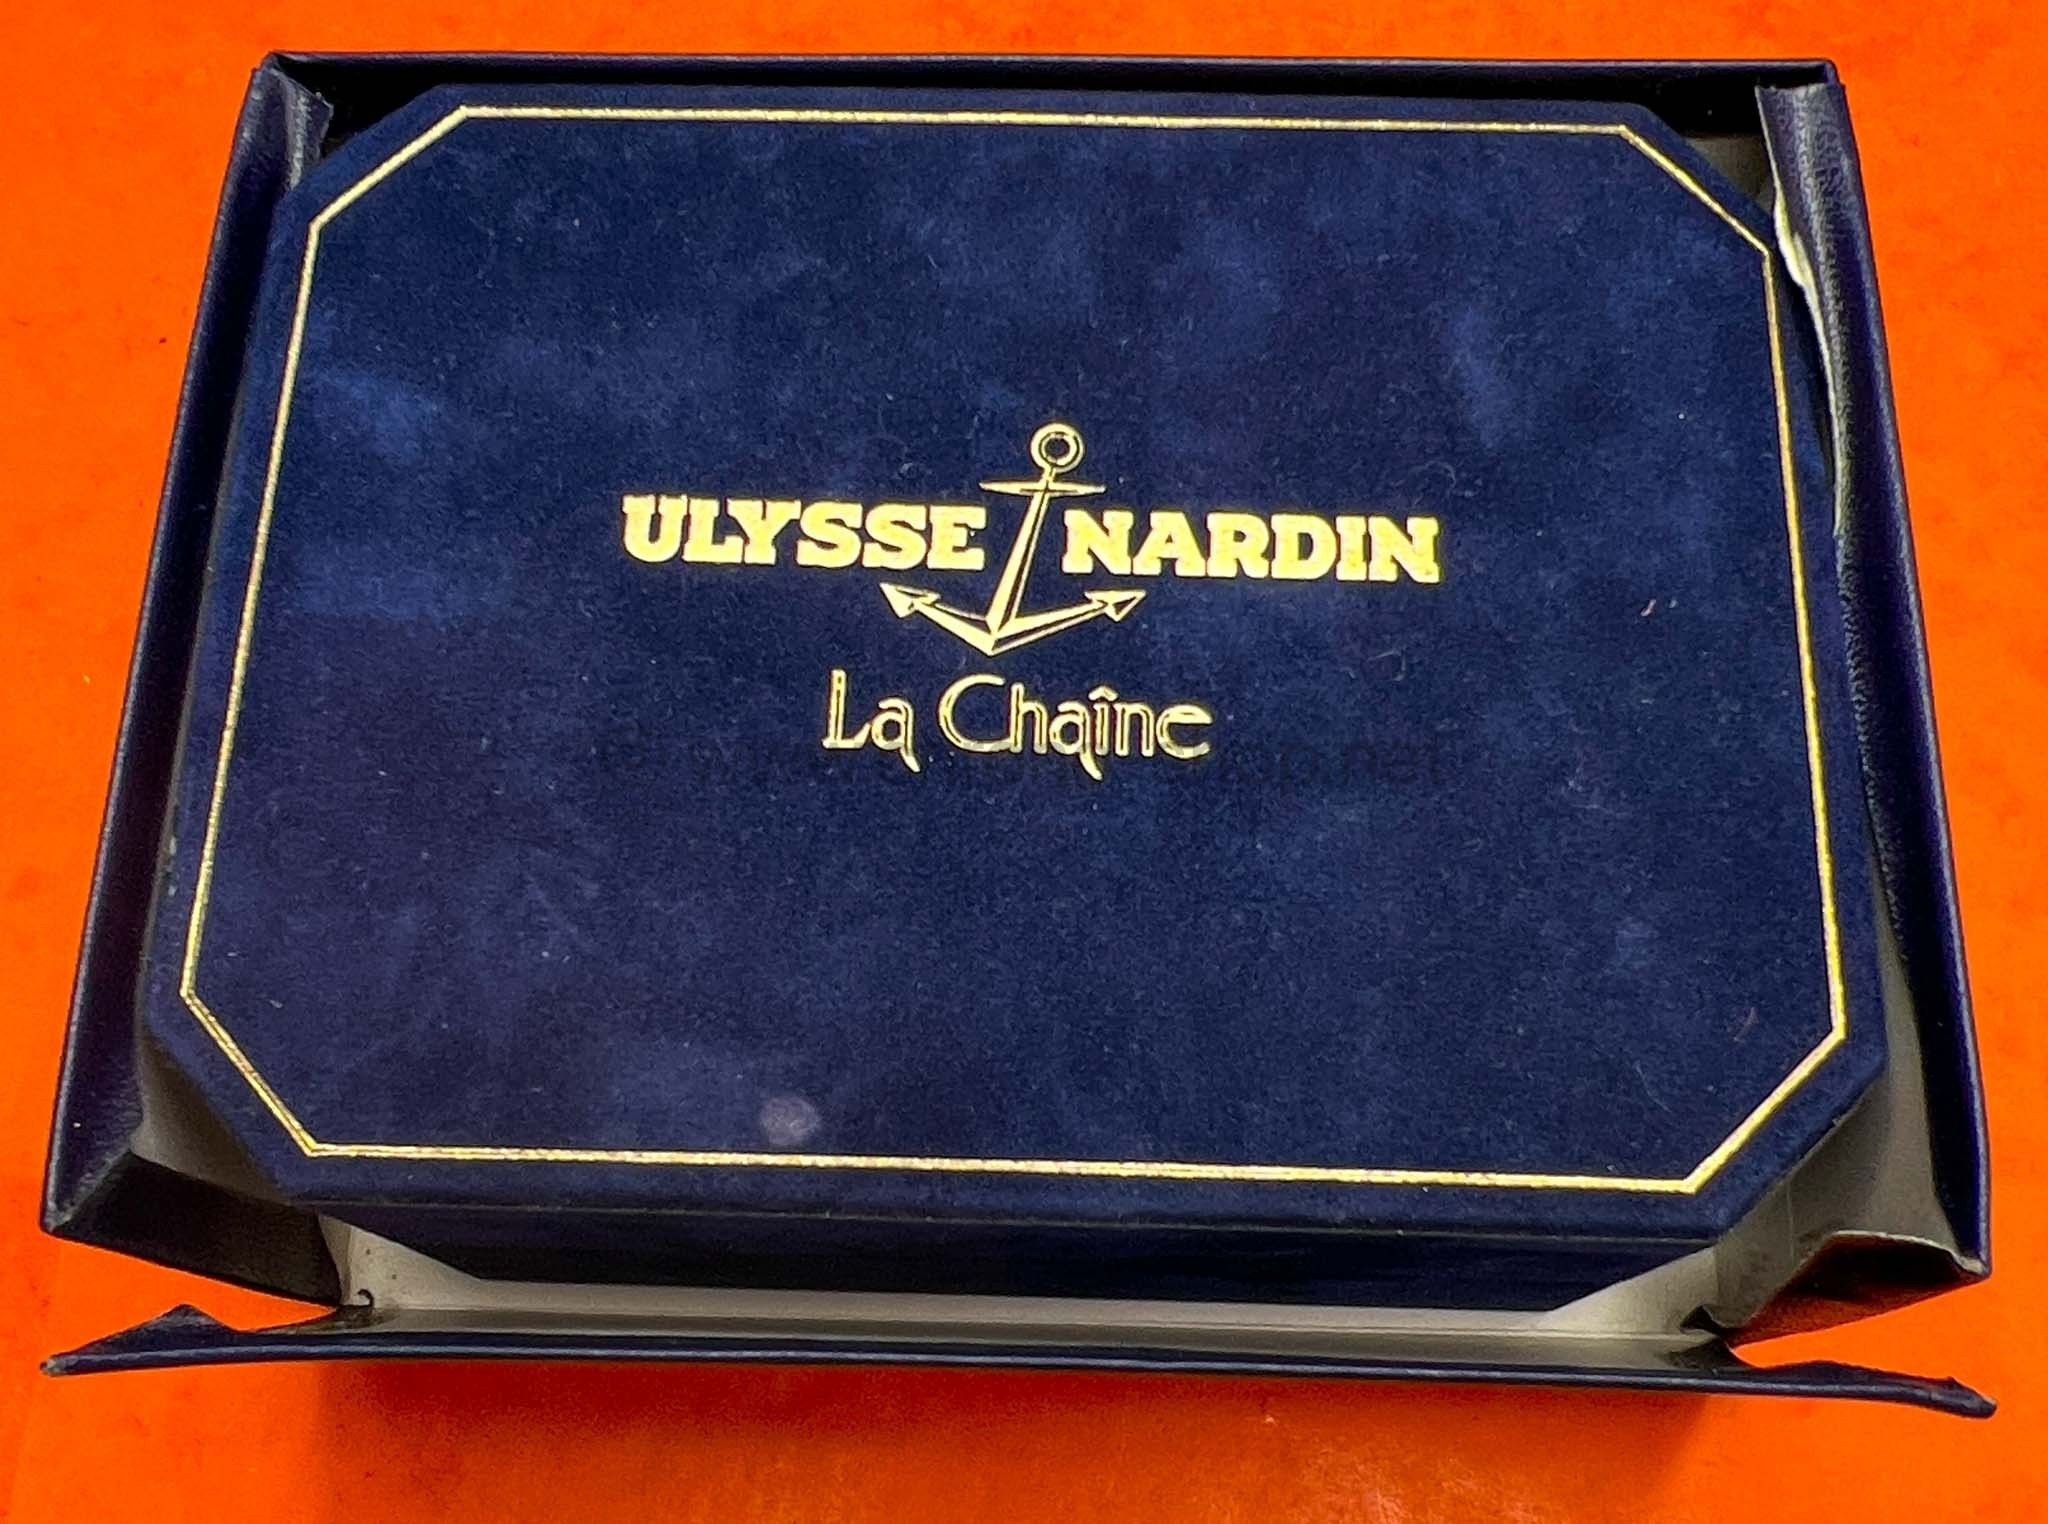 ULYSSE NARDIN
La Chaîne